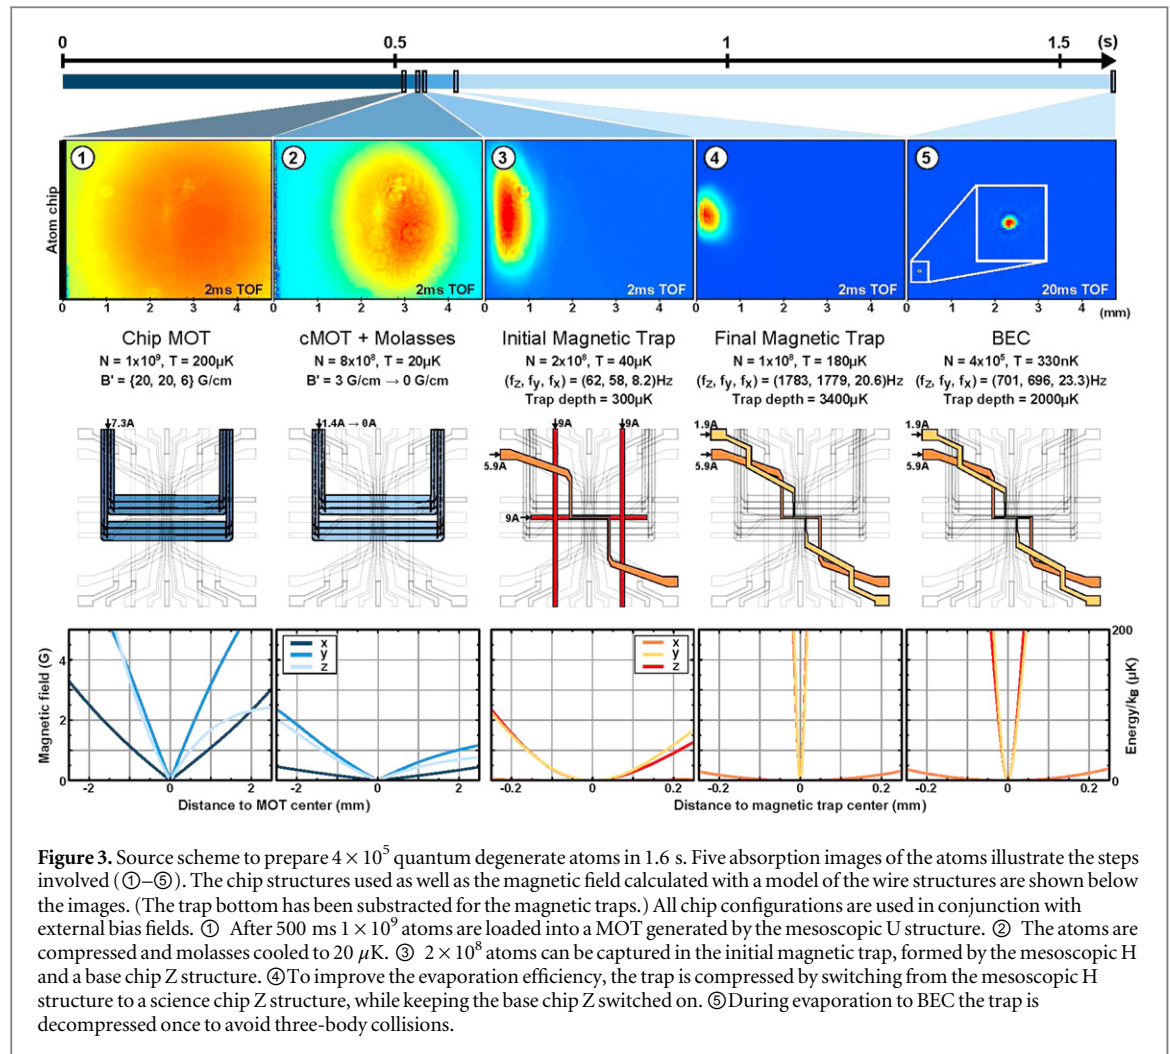 0 0.5 1 1.5 (s)
1 2 3 4 5
Atom chip
2ms TOF 2ms TOF 2ms TOF 2ms TOF 20ms TOF
0 1 2 3 4 0 1 2 3 4 0 1 2 3 4 0 1 2 3 4 0 1 2 3 4 (mm)
Chip MOT cMOT + Molasses Initial Magnetic Trap Final Magnetic Trap BEC
N = 1x10⁹, T = 200µK N = 8x10⁸, T = 20µK N = 2x10⁸, T = 40µK N = 1x10⁸, T = 180µK N = 4x10⁵, T = 330nK
B' = {20, 20, 6} G/cm B' = 3 G/cm → 0 G/cm (fz, fy, fx) = (62, 58, 8.2)Hz (fz, fy, fx) = (1783, 1779, 20.6)Hz (fz, fy, fx) = (701, 696, 23.3)Hz
Trap depth = 300µK Trap depth = 3400µK Trap depth = 2000µK
7.3A 1.4A → 0A 9A 9A 1.9A 1.9A
5.9A 5.9A 5.9A
9A
Magnetic field (G)
4
2
0
x
y
z
x
y
z
200
0
Energy/kB (µK)
-2 0 2 -2 0 2 -0.2 0 0.2 -0.2 0 0.2 -0.2 0 0.2
Distance to MOT center (mm) Distance to magnetic trap center (mm)
Figure 3. Source scheme to prepare 4 × 10⁵ quantum degenerate atoms in 1.6 s. Five absorption images of the atoms illustrate the steps
involved (①–⑤). The chip structures used as well as the magnetic field calculated with a model of the wire structures are shown below
the images. (The trap bottom has been substracted for the magnetic traps.) All chip configurations are used in conjunction with
external bias fields. ① After 500 ms 1 × 10⁹ atoms are loaded into a MOT generated by the mesoscopic U structure. ② The atoms are
compressed and molasses cooled to 20 μK. ③ 2 × 10⁸ atoms can be captured in the initial magnetic trap, formed by the mesoscopic H
and a base chip Z structure. ④To improve the evaporation efficiency, the trap is compressed by switching from the mesoscopic H
structure to a science chip Z structure, while keeping the base chip Z switched on. ⑤During evaporation to BEC the trap is
decompressed once to avoid three-body collisions.